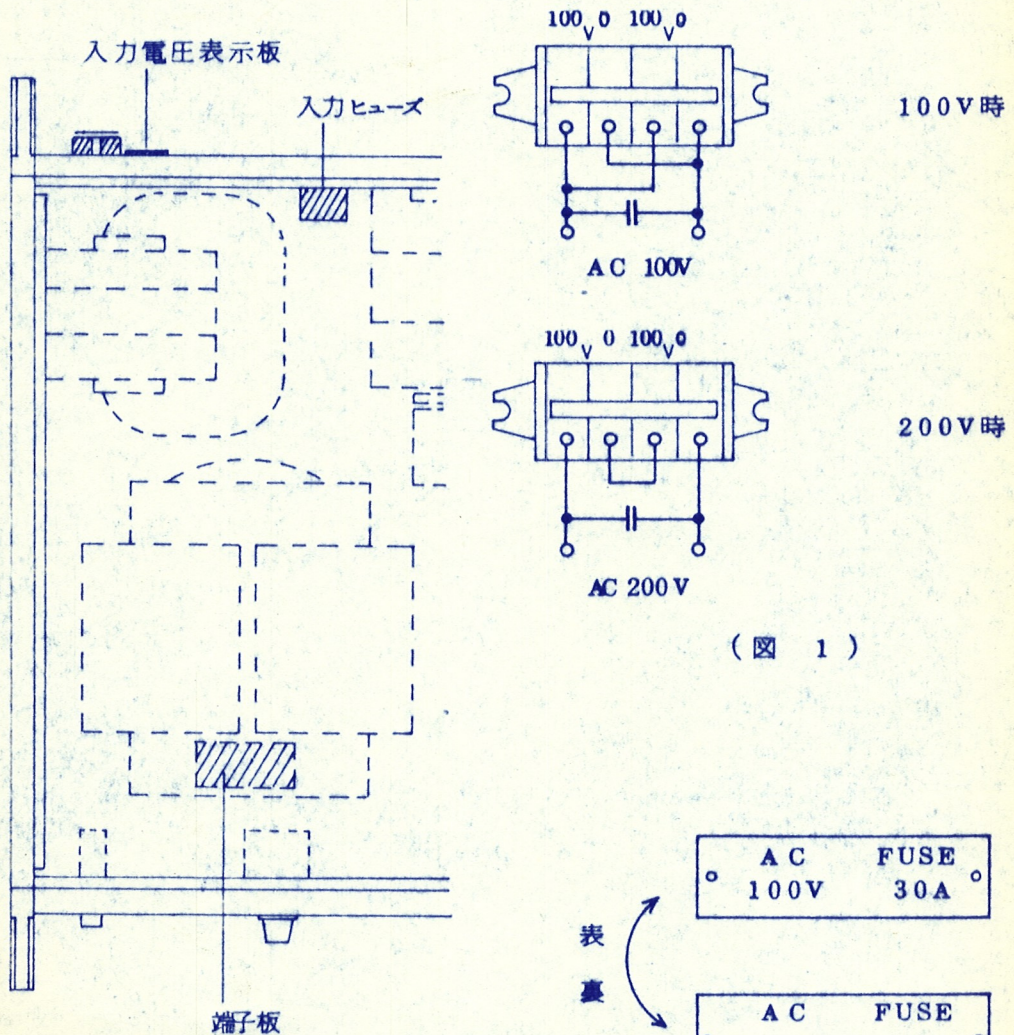 入力電圧表示板
入力ヒューズ
端子板
100V 0 100V 0
100V時
AC 100V
100V 0 100V 0
200V時
AC 200V
(図 1)
表
裏
AC FUSE
100V 30A
AC FUSE